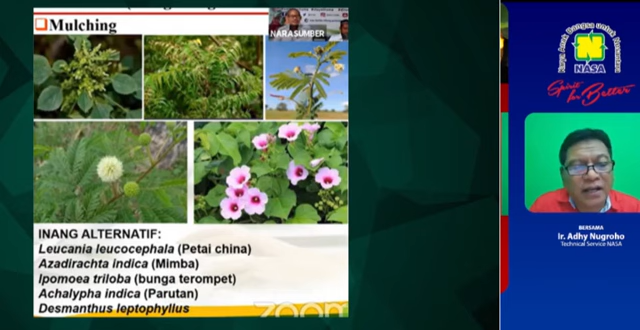 Mulching
NARASUMBER
INANG ALTERNATIF:
Leucania leucocephala (Petai china)
Azadirachta indica (Mimba)
Ipomoea triloba (bunga terompet)
Achalypha indica (Parutan)
Desmanthus leptophyllus
zoom
NASA
Spirit for Better
BERSAMA
Ir. Adhy Nugroho
Technical Service NASA